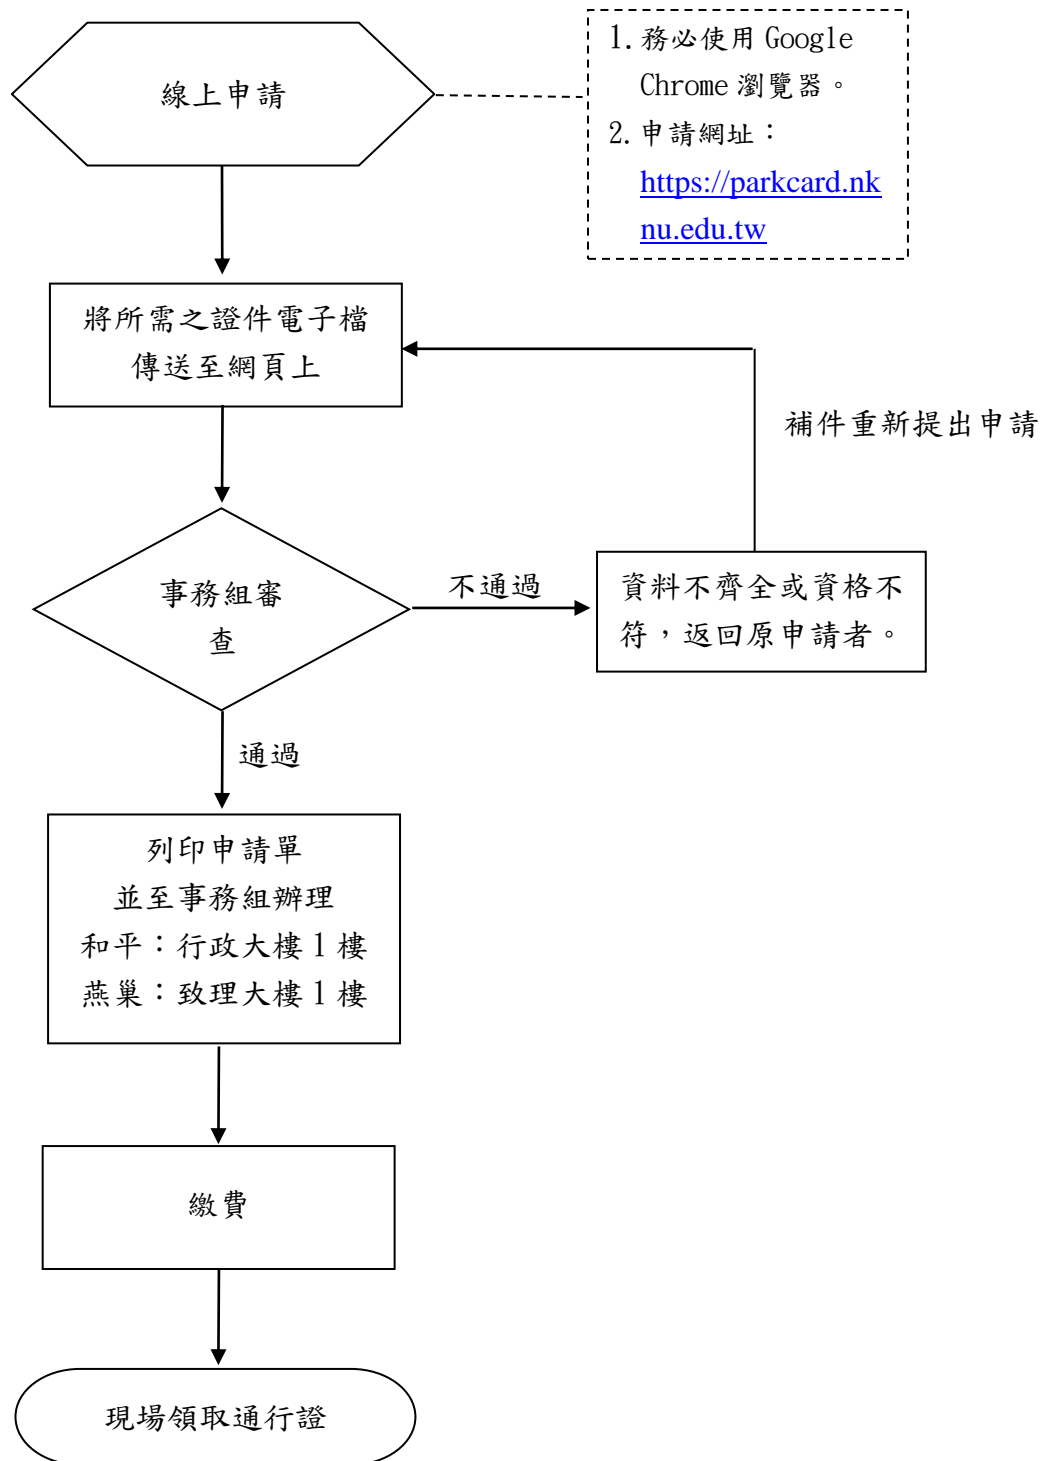 線上申請
1. 務必使用 Google
Chrome 瀏覽器。
2. 申請網址：
https://parkcard.nk
nu.edu.tw
將所需之證件電子檔
傳送至網頁上
補件重新提出申請
事務組審
查
不通過
資料不齊全或資格不
符，返回原申請者。
通過
列印申請單
並至事務組辦理
和平：行政大樓 1 樓
燕巢：致理大樓 1 樓
繳費
現場領取通行證